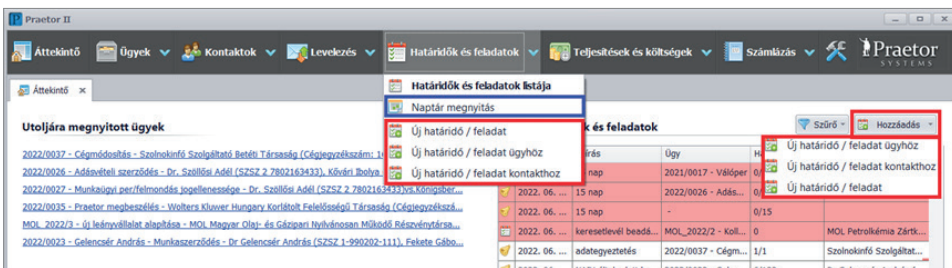 Praetor II
Áttekintő Ügyek Kontaktok Levelezés Határidők és feladatok Teljesítések és költségek Számlázás Praetor
SYSTEMS
Áttekintő ×
Határidők és feladatok listája
Naptár megnyitás
Új határidő / feladat
Új határidő / feladat ügyhöz
Új határidő / feladat kontakthoz
Utoljára megnyitott ügyek
2022/0037 - Cégmódosítás - Szolnokinfó Szolgáltató Betéti Társaság (Cégjegyzékszám:
2022/0026 - Adásvételi szerződés - Dr. Szöllősi Adél (SZSZ 2 7802163433), Kővári Ibolya
2022/0027 - Munkaügyi per/felmondás jogellenessége - Dr. Szöllősi Adél (SZSZ 2 7802163433)vs.Königsber...
2022/0035 - Praetor megbeszélés - Wolters Kluwer Hungary Korlátolt Felelősségű Társaság (Cégjegyzékszá...
MOL_2022/3 - új leányvállalat alapítása - MOL Magyar Olaj- és Gázipari Nyilvánosan Működő Részvénytársa...
2022/0023 - Gelencsér András - Munkaszerződés - Dr Gelencsér András (SZSZ 1-990202-111), Fekete Gábo...
k és feladatok
Szűrő Hozzáadás
Új határidő / feladat ügyhöz
Új határidő / feladat kontakthoz
Új határidő / feladat
írás Ügy
nap 2021/0017 - Válóper
2022. 06. ... 15 nap 2022/0026 - Adás...
2022. 06. ... 15 nap - 0/15
2022. 06. ... keresetlevél beadá... MOL_2022/2 - Koll... 0 MOL Petrolkémia Zártk...
2022. 06. ... adategyeztetés 2022/0037 - Cégm... 1/1 Szolnokinfó Szolgáltat...